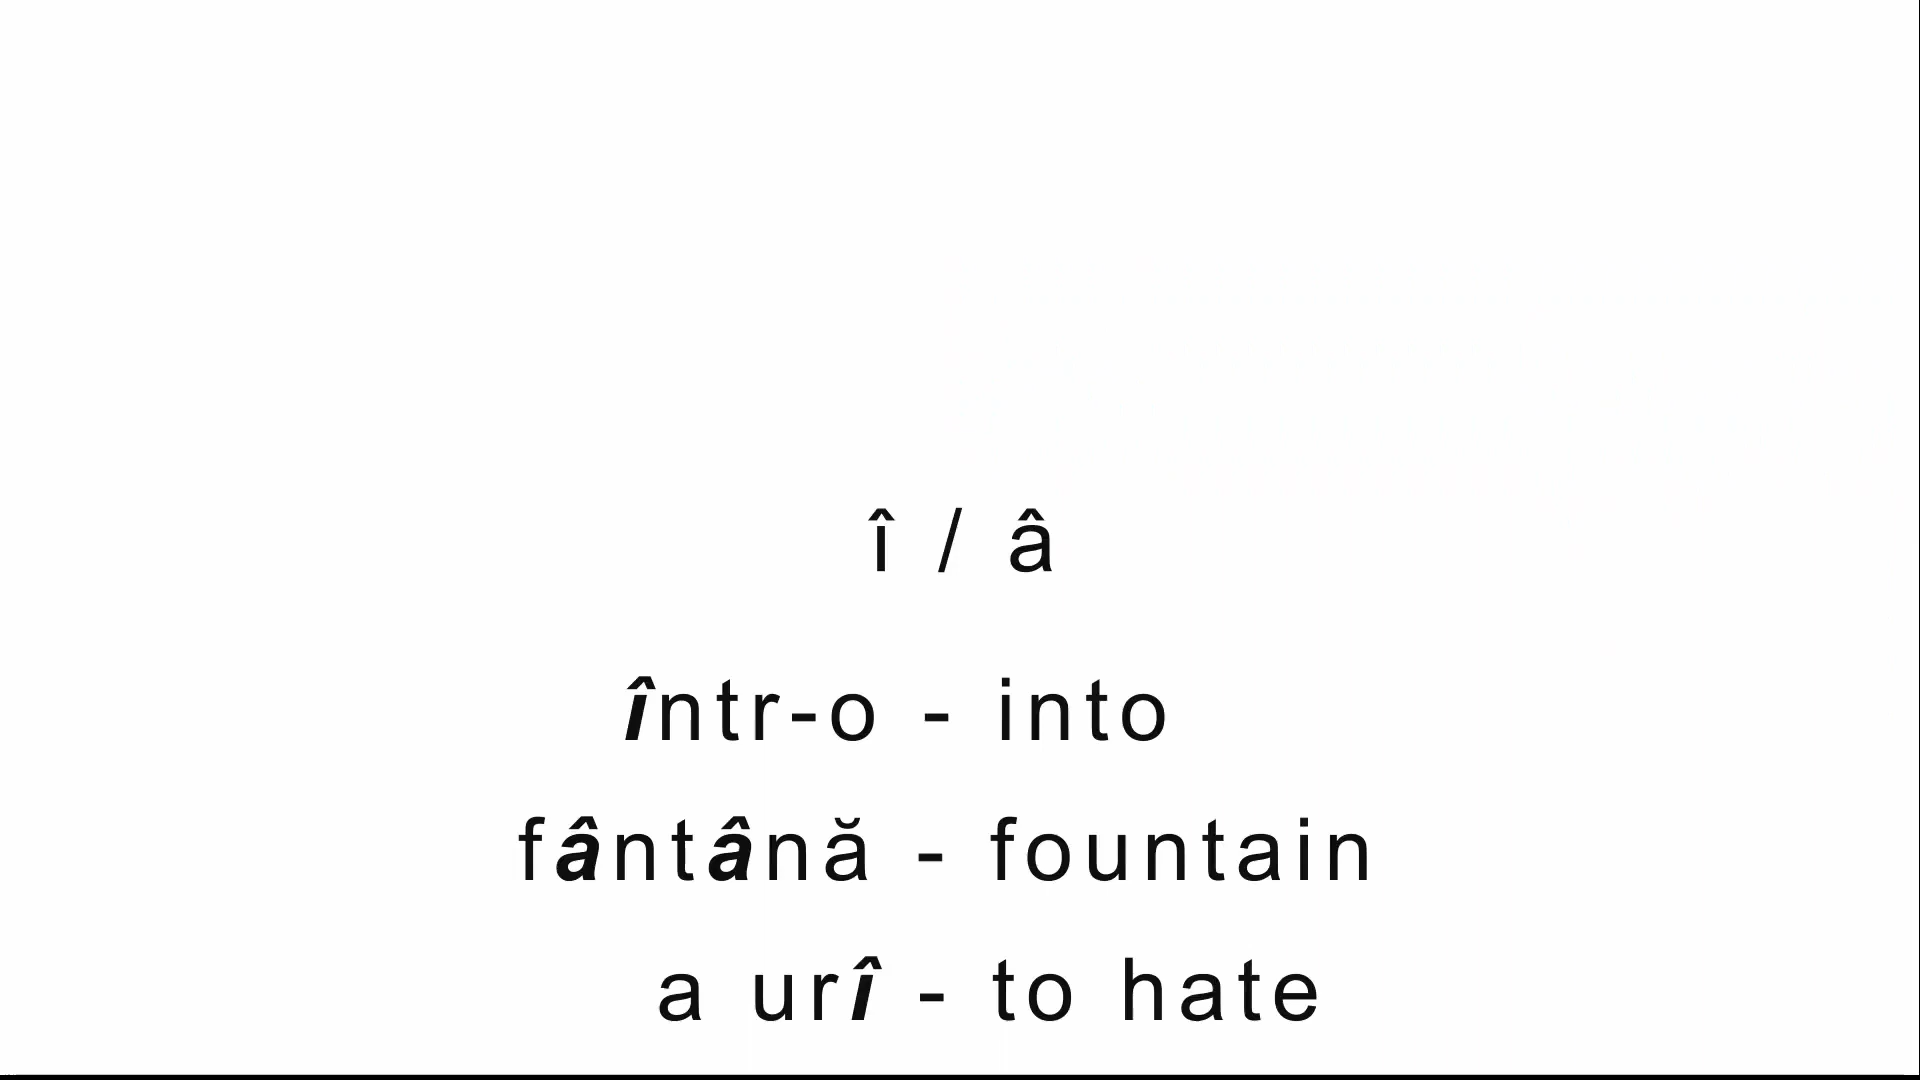 î / â
într-o - into
fântână - fountain
a urî - to hate